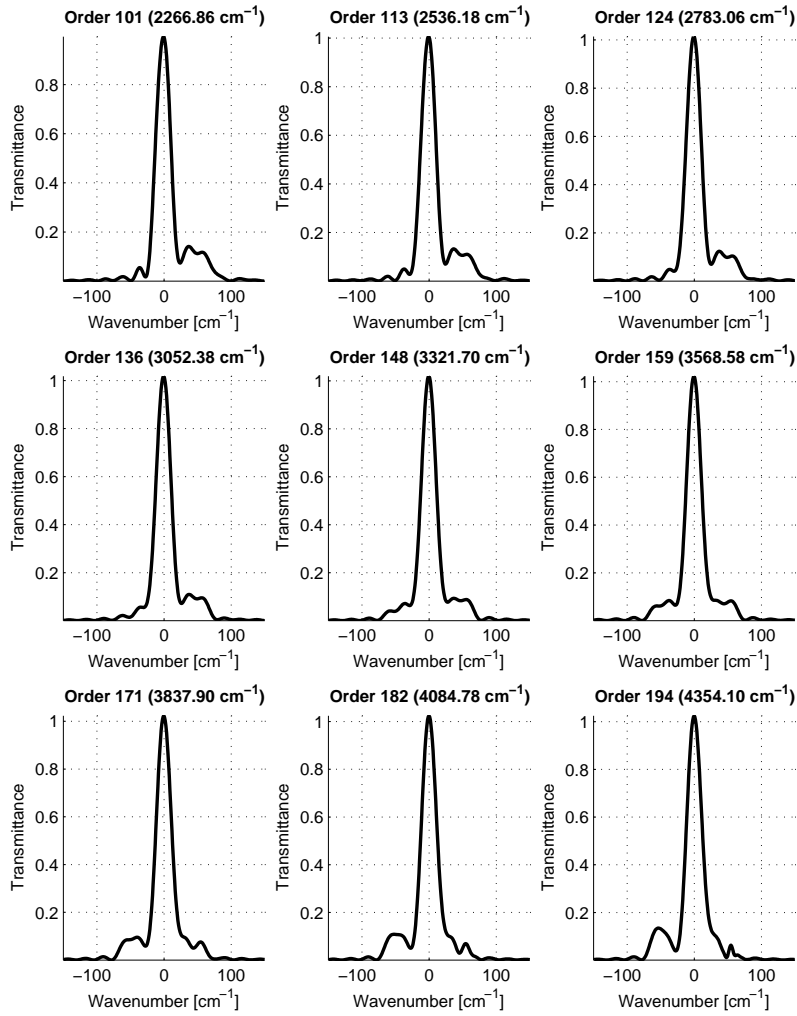 Order 101 (2266.86 cm⁻¹)
Transmittance
0.8
0.6
0.4
0.2
−100 0 100
Wavenumber [cm⁻¹]
Order 113 (2536.18 cm⁻¹)
Transmittance
1
0.8
0.6
0.4
0.2
−100 0 100
Wavenumber [cm⁻¹]
Order 124 (2783.06 cm⁻¹)
Transmittance
1
0.8
0.6
0.4
0.2
−100 0 100
Wavenumber [cm⁻¹]
Order 136 (3052.38 cm⁻¹)
Transmittance
1
0.8
0.6
0.4
0.2
−100 0 100
Wavenumber [cm⁻¹]
Order 148 (3321.70 cm⁻¹)
Transmittance
1
0.8
0.6
0.4
0.2
−100 0 100
Wavenumber [cm⁻¹]
Order 159 (3568.58 cm⁻¹)
Transmittance
1
0.8
0.6
0.4
0.2
−100 0 100
Wavenumber [cm⁻¹]
Order 171 (3837.90 cm⁻¹)
Transmittance
1
0.8
0.6
0.4
0.2
−100 0 100
Wavenumber [cm⁻¹]
Order 182 (4084.78 cm⁻¹)
Transmittance
1
0.8
0.6
0.4
0.2
−100 0 100
Wavenumber [cm⁻¹]
Order 194 (4354.10 cm⁻¹)
Transmittance
1
0.8
0.6
0.4
0.2
−100 0 100
Wavenumber [cm⁻¹]